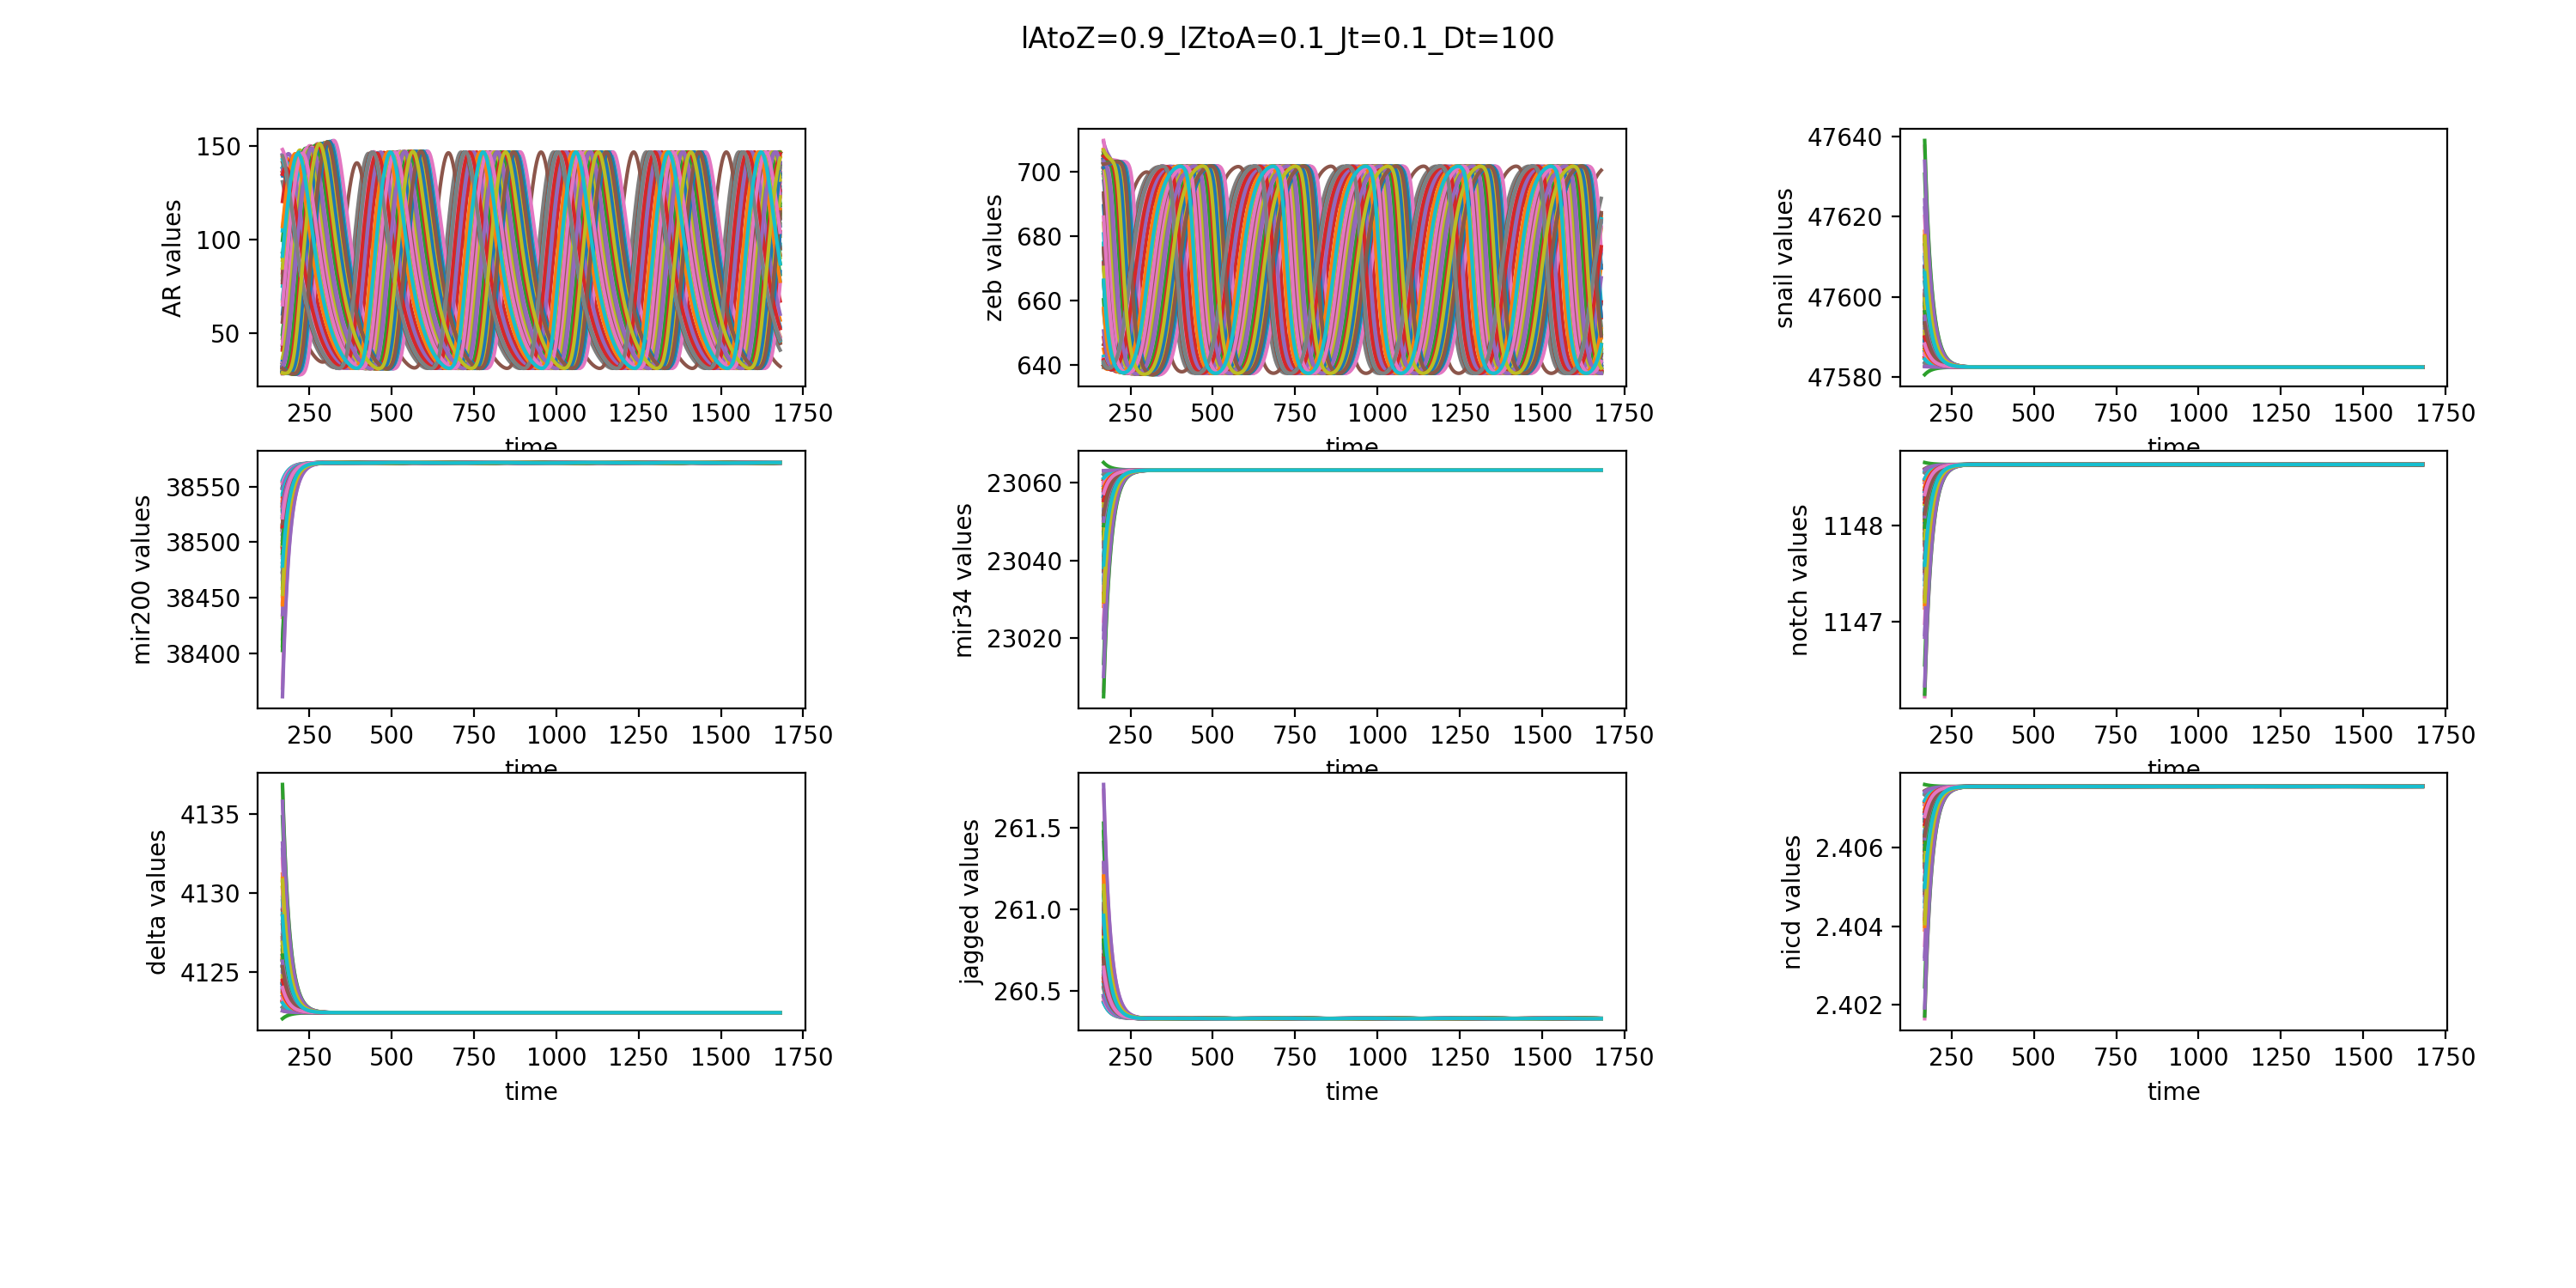 lAtoZ=0.9_lZtoA=0.1_Jt=0.1_Dt=100
AR values
150
100
50
250 500 750 1000 1250 1500 1750
time
zeb values
700
680
660
640
250 500 750 1000 1250 1500 1750
time
snail values
47640
47620
47600
47580
250 500 750 1000 1250 1500 1750
time
mir200 values
38550
38500
38450
38400
250 500 750 1000 1250 1500 1750
time
mir34 values
23060
23040
23020
250 500 750 1000 1250 1500 1750
time
notch values
1148
1147
250 500 750 1000 1250 1500 1750
time
delta values
4135
4130
4125
250 500 750 1000 1250 1500 1750
time
jagged values
261.5
261.0
260.5
250 500 750 1000 1250 1500 1750
time
nicd values
2.406
2.404
2.402
250 500 750 1000 1250 1500 1750
time